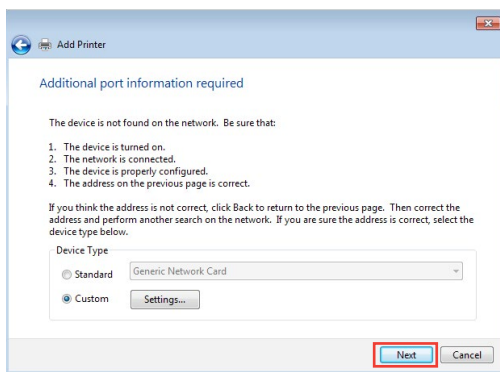 Add Printer
Additional port information required
The device is not found on the network. Be sure that:
1. The device is turned on.
2. The network is connected.
3. The device is properly configured.
4. The address on the previous page is correct.
If you think the address is not correct, click Back to return to the previous page. Then correct the
address and perform another search on the network. If you are sure the address is correct, select the
device type below.
Device Type
Standard Generic Network Card
Custom Settings...
Next Cancel